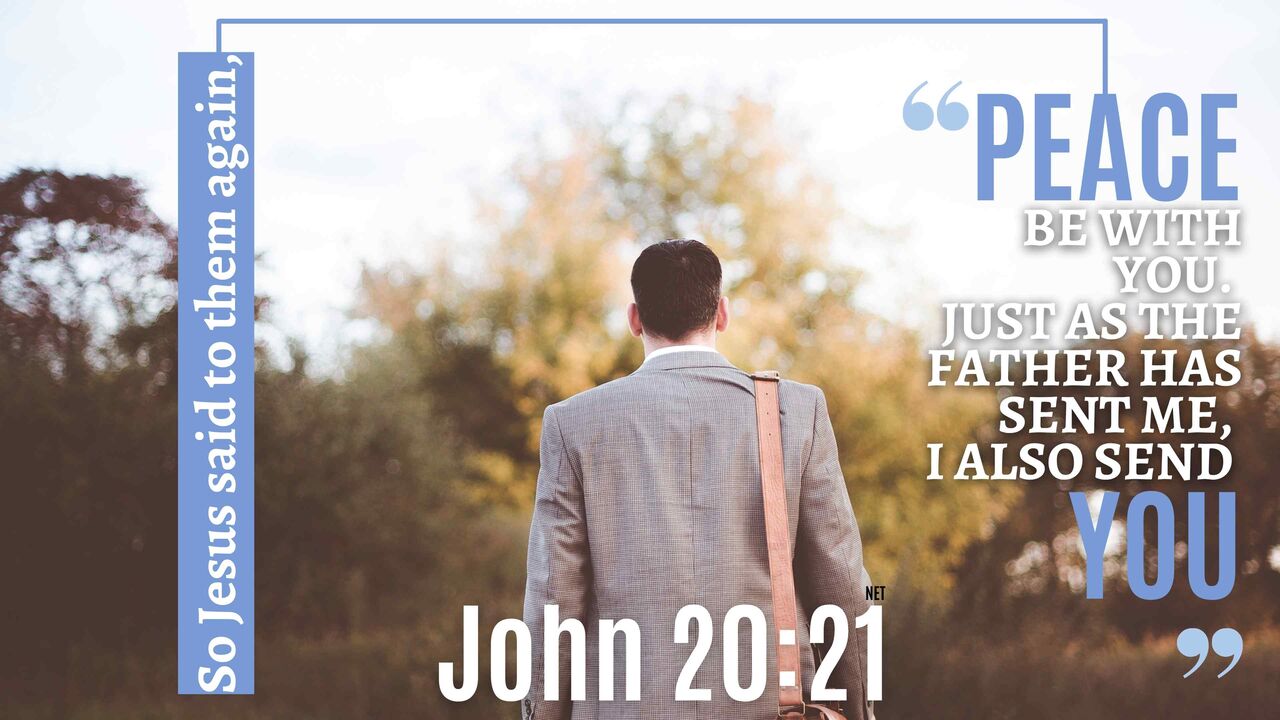 So Jesus said to them again,
“PEACE
BE WITH
YOU.
JUST AS THE
FATHER HAS
SENT ME,
I ALSO SEND
YOU
”
NET
John 20:21